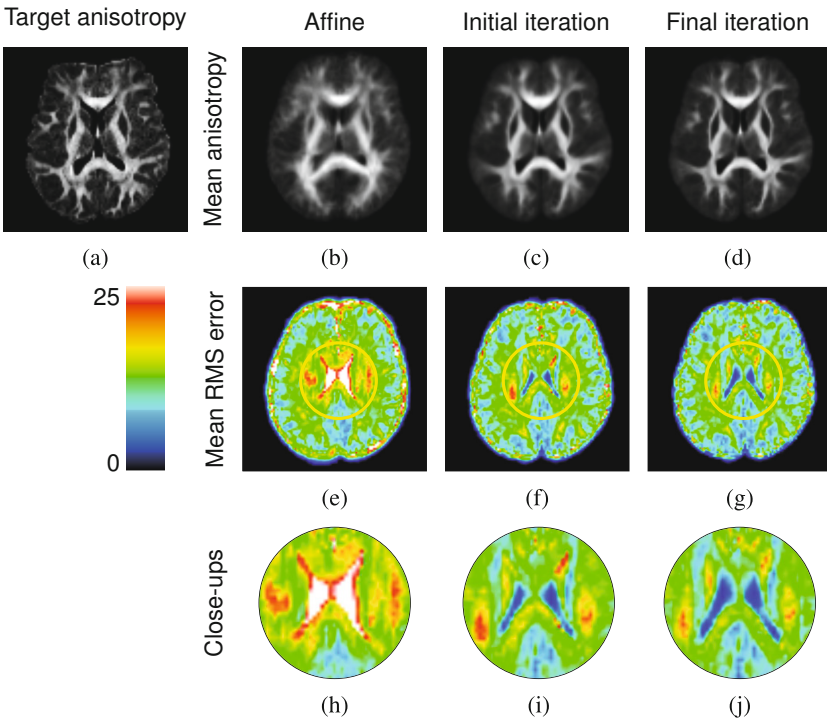 Target anisotropy
Affine
Initial iteration
Final iteration
Mean anisotropy
(a)
(b)
(c)
(d)
25
0
Mean RMS error
(e)
(f)
(g)
Close-ups
(h)
(i)
(j)